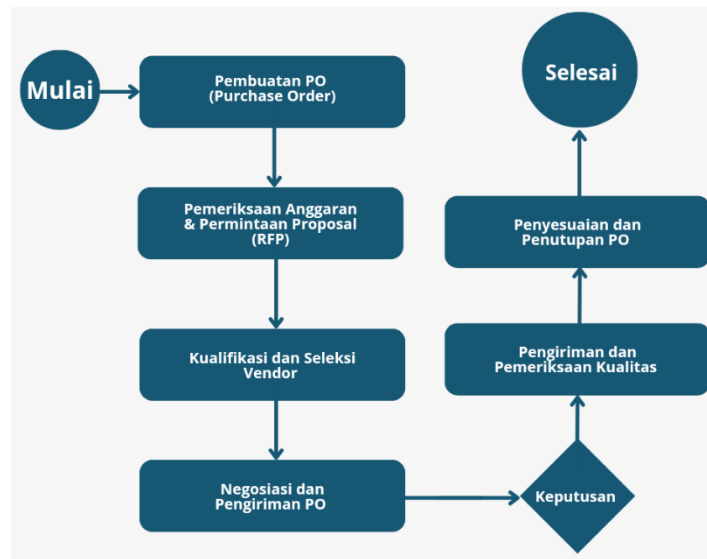 Mulai
Pembuatan PO
(Purchase Order)
Pemeriksaan Anggaran
& Permintaan Proposal
(RFP)
Kualifikasi dan Seleksi
Vendor
Negosiasi dan
Pengiriman PO
Keputusan
Pengiriman dan
Pemeriksaan Kualitas
Penyesuaian dan
Penutupan PO
Selesai